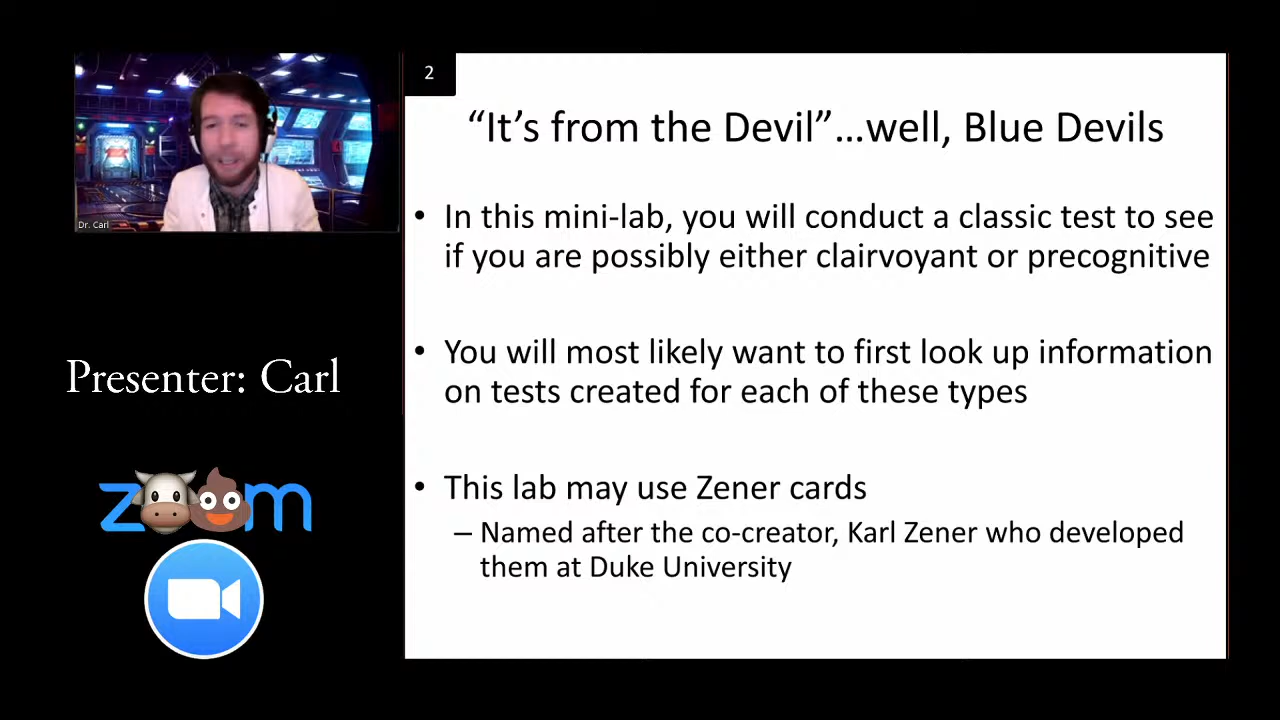 Dr. Carl
Presenter: Carl
z m
2
“It’s from the Devil”…well, Blue Devils
• In this mini-lab, you will conduct a classic test to see
if you are possibly either clairvoyant or precognitive
• You will most likely want to first look up information
on tests created for each of these types
• This lab may use Zener cards
– Named after the co-creator, Karl Zener who developed
them at Duke University